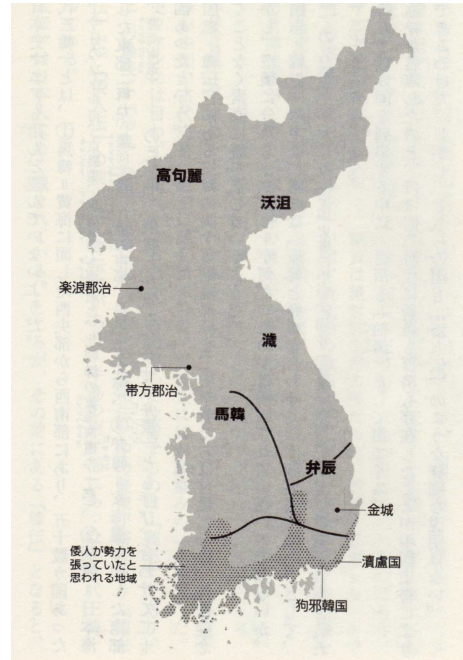 高句麗
沃沮
楽浪郡治
濊
帯方郡治
馬韓
弁辰
金城
倭人が勢力を
張っていたと
思われる地域
瀆盧国
狗邪韓国